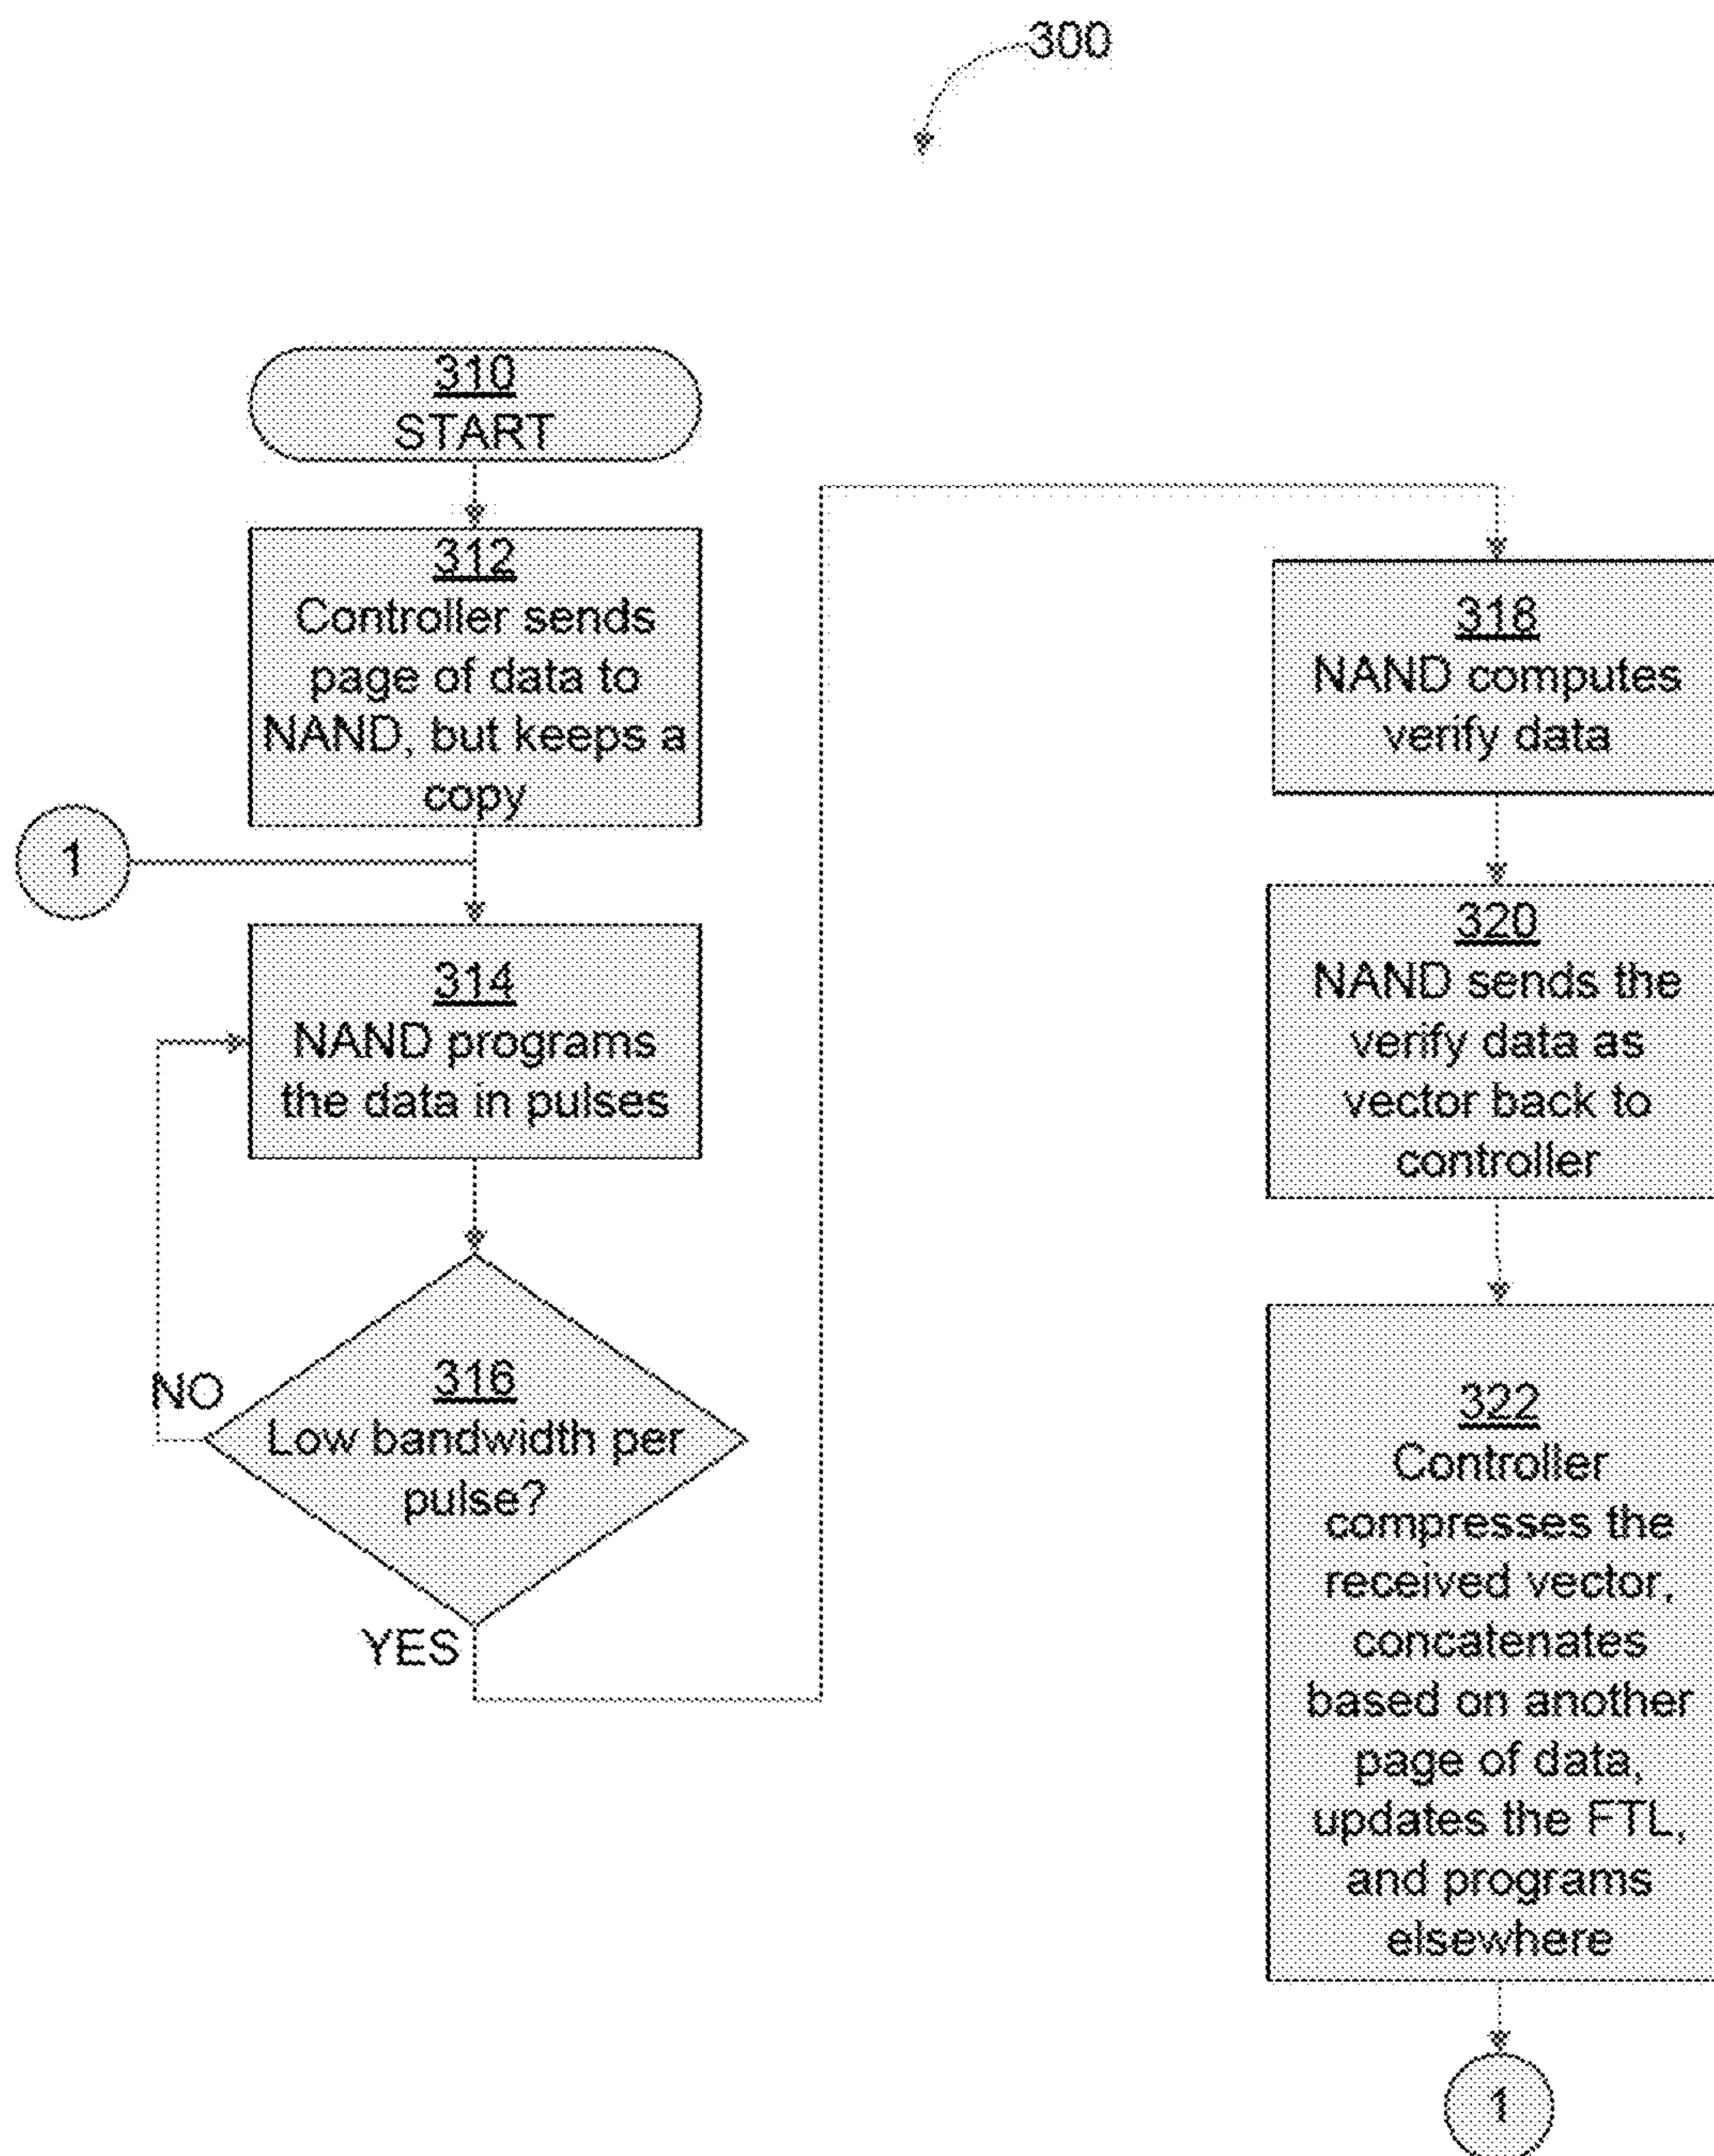 300
310
START
312
Controller sends
page of data to
NAND, but keeps a
copy
1
314
NAND programs
the data in pulses
316
Low bandwidth per
pulse?
NO
YES
318
NAND computes
verify data
320
NAND sends the
verify data as
vector back to
controller
322
Controller
compresses the
received vector,
concatenates
based on another
page of data,
updates the FTL,
and programs
elsewhere
1